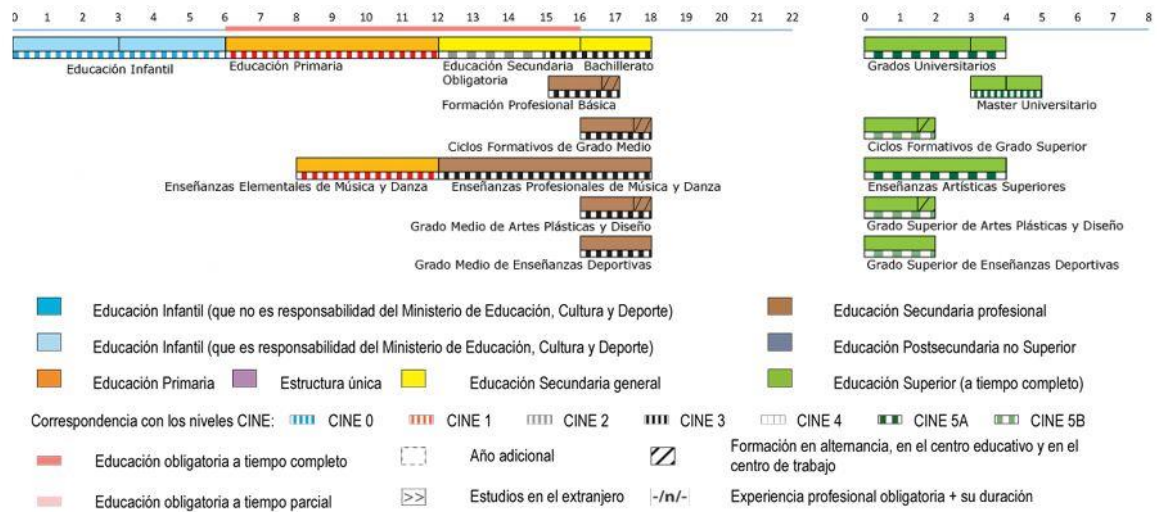 0 1 2 3 4 5 6 7 8 9 10 11 12 13 14 15 16 17 18 19 20 21 22
0 1 2 3 4 5 6 7 8
Educación Infantil
Educación Primaria
Educación Secundaria
Obligatoria
Bachillerato
Grados Universitarios
Formación Profesional Básica
Master Universitario
Ciclos Formativos de Grado Medio
Ciclos Formativos de Grado Superior
Enseñanzas Elementales de Música y Danza
Enseñanzas Profesionales de Música y Danza
Enseñanzas Artísticas Superiores
Grado Medio de Artes Plásticas y Diseño
Grado Superior de Artes Plásticas y Diseño
Grado Medio de Enseñanzas Deportivas
Grado Superior de Enseñanzas Deportivas
Educación Infantil (que no es responsabilidad del Ministerio de Educación, Cultura y Deporte)
Educación Secundaria profesional
Educación Infantil (que es responsabilidad del Ministerio de Educación, Cultura y Deporte)
Educación Postsecundaria no Superior
Educación Primaria
Estructura única
Educación Secundaria general
Educación Superior (a tiempo completo)
Correspondencia con los niveles CINE: CINE 0 CINE 1 CINE 2 CINE 3 CINE 4 CINE 5A CINE 5B
Educación obligatoria a tiempo completo
Año adicional
Formación en alternancia, en el centro educativo y en el
centro de trabajo
Educación obligatoria a tiempo parcial
>> Estudios en el extranjero
-/n/- Experiencia profesional obligatoria + su duración